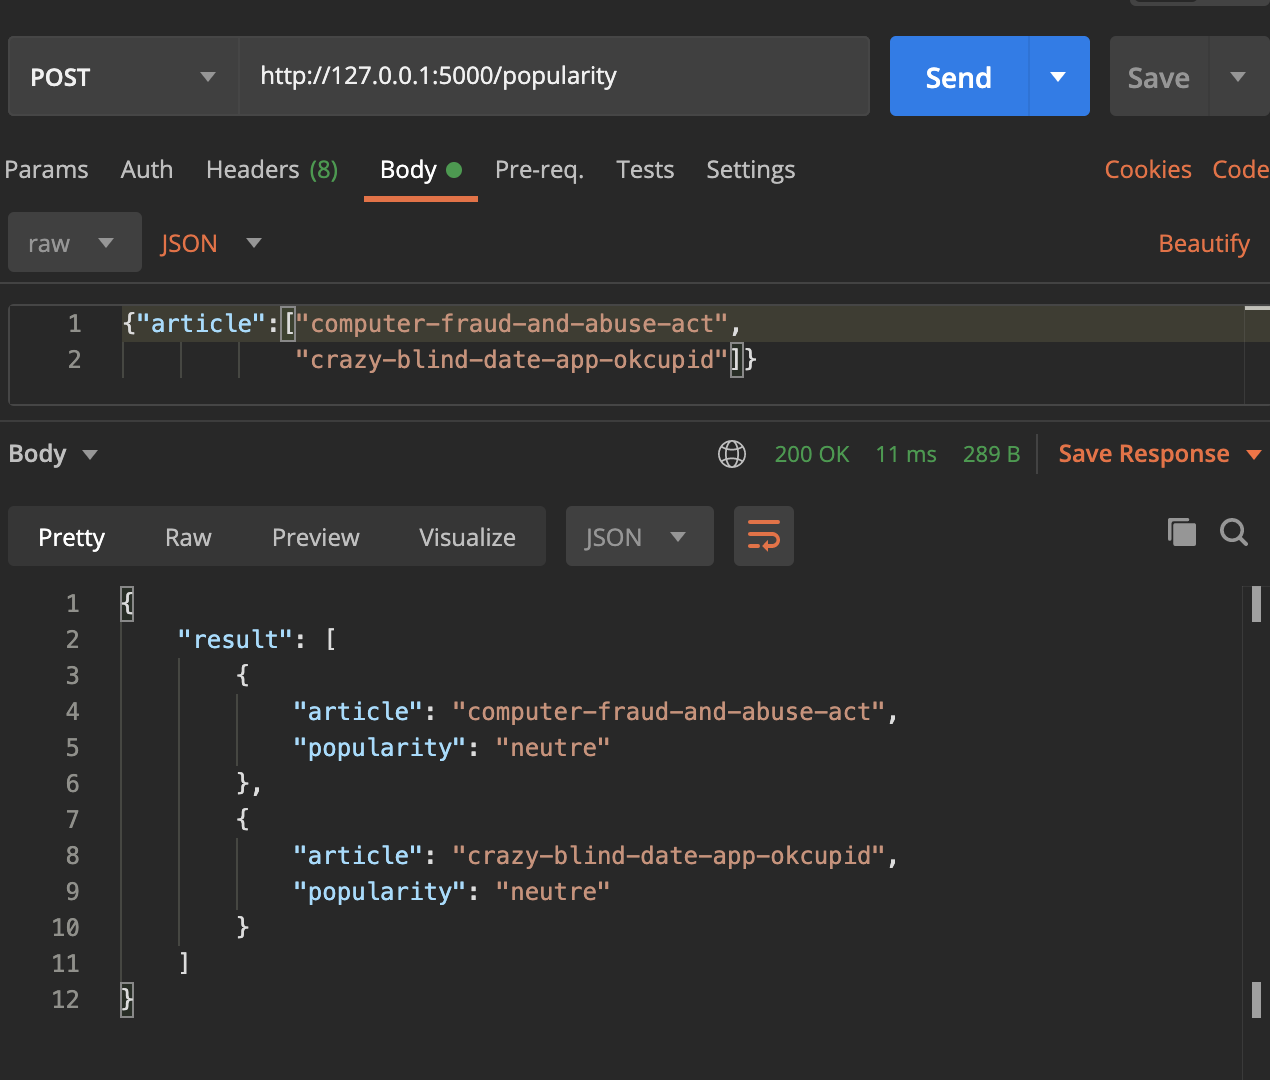 POST http://127.0.0.1:5000/popularity Send Save
Params Auth Headers (8) Body Pre-req. Tests Settings Cookies Code
raw JSON Beautify
1 {"article":["computer-fraud-and-abuse-act",
2 "crazy-blind-date-app-okcupid"]}
Body 200 OK 11 ms 289 B Save Response
Pretty Raw Preview Visualize JSON
1 {
2 "result": [
3 {
4 "article": "computer-fraud-and-abuse-act",
5 "popularity": "neutre"
6 },
7 {
8 "article": "crazy-blind-date-app-okcupid",
9 "popularity": "neutre"
10 }
11 ]
12 }